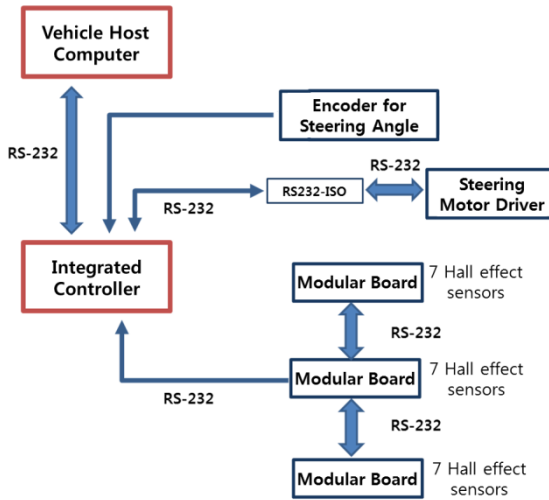 Vehicle Host
Computer
RS-232
Encoder for
Steering Angle
RS-232
RS232-ISO
RS-232
Steering
Motor Driver
Integrated
Controller
Modular Board
7 Hall effect
sensors
RS-232
Modular Board
7 Hall effect
sensors
RS-232
RS-232
Modular Board
7 Hall effect
sensors